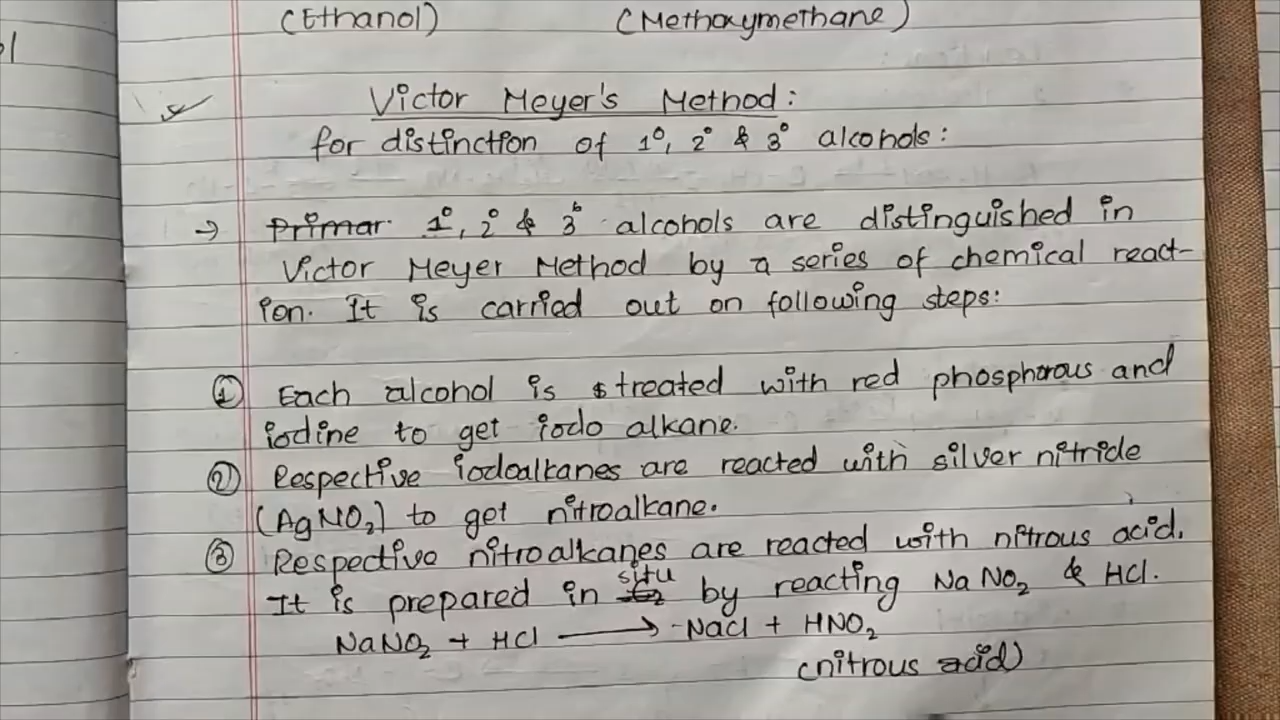 (Ethanol) (Methoxymethane)
Victor Meyer's Method:
for distinction of 1°, 2° & 3° alcohols:
→ Primar 1°, 2° & 3° alcohols are distinguished in
Victor Meyer Method by a series of chemical react-
ion. It is carried out on following steps:
① Each alcohol is treated with red phosphorous and
iodine to get iodo alkane.
② Respective iodoalkanes are reacted with silver nitride
(AgNO₂) to get nitroalkane.
③ Respective nitroalkanes are reacted with nitrous acid.
It is prepared in situ by reacting NaNO₂ & HCl.
NaNO₂ + HCl ⟶ NaCl + HNO₂
(nitrous acid)